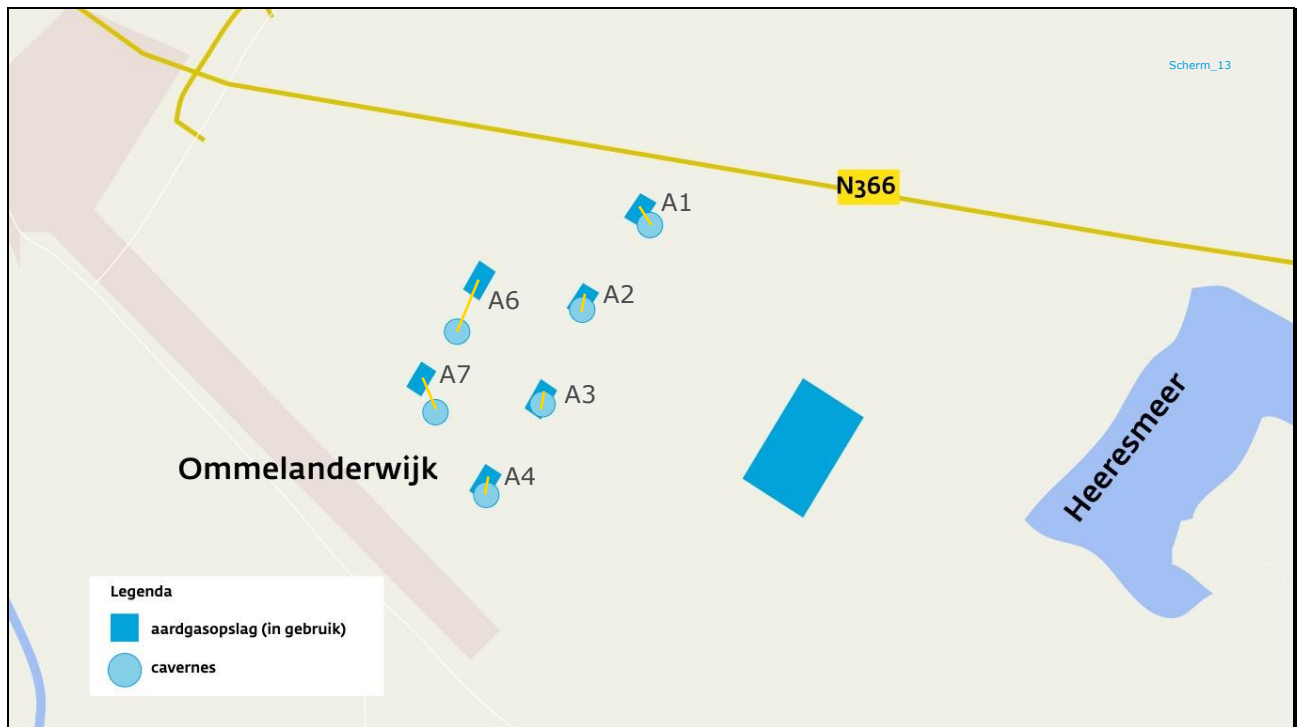 Scherm_13
N366
A1
A6
A2
A7
A3
Heeresmeer
Ommelanderwijk
A4
Legenda
aardgasopslag (in gebruik)
cavernes